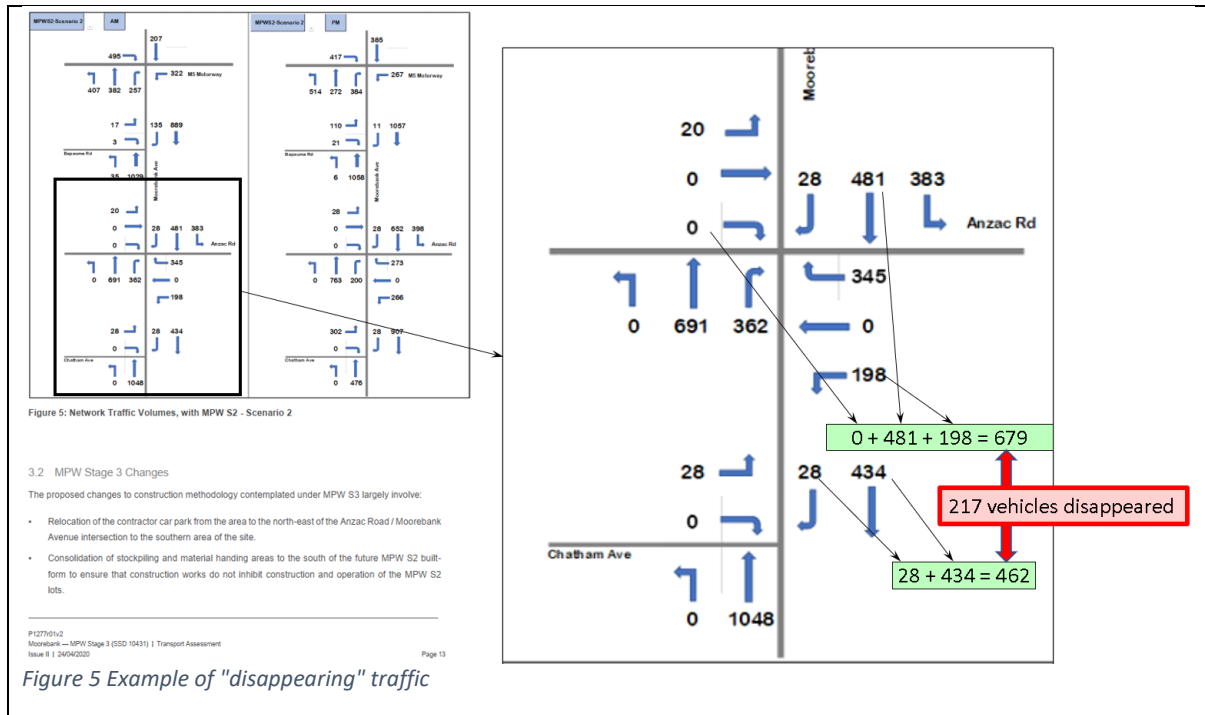 MPWS2-Scenario 2 AM
207
495
322 M5 Motorway
407 382 257
17 135 889
3
Bapaume Rd
35 1029
Moorebank Ave
20
0 28 481 383
0 Anzac Rd
345
0 691 362 0
198
28 28 434
0
Chatham Ave
0 1048
MPWS2-Scenario 2 PM
385
417
267 M5 Motorway
514 272 384
110 11 1057
21
Bapaume Rd
6 1058
Moorebank Ave
28
0 28 652 398
0 Anzac Rd
273
0 763 200 0
266
302 28 907
0
Chatham Ave
0 476
Figure 5: Network Traffic Volumes, with MPW S2 - Scenario 2
3.2 MPW Stage 3 Changes
The proposed changes to construction methodology contemplated under MPW S3 largely involve:
• Relocation of the contractor car park from the area to the north-east of the Anzac Road / Moorebank
Avenue intersection to the southern area of the site.
• Consolidation of stockpiling and material handing areas to the south of the future MPW S2 built-
form to ensure that construction works do not inhibit construction and operation of the MPW S2
lots.
P1277r01v2
Moorebank — MPW Stage 3 (SSD 10431) | Transport Assessment
Issue II | 24/04/2020 Page 13
Mooreb
20
0 28 481 383
0 Anzac Rd
345
0 691 362 0
198
0 + 481 + 198 = 679
28 28 434
217 vehicles disappeared
0
Chatham Ave
28 + 434 = 462
0 1048
Figure 5 Example of "disappearing" traffic